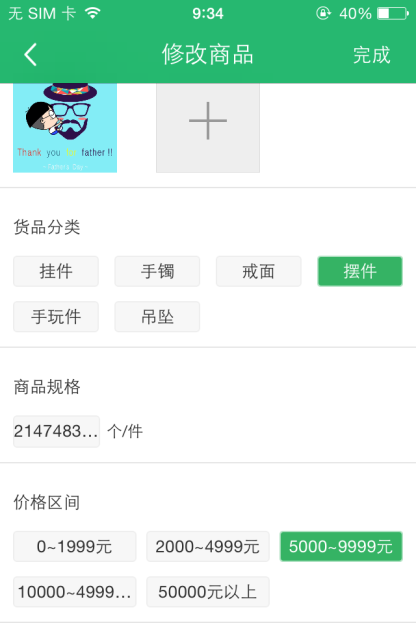 无 SIM 卡 9:34 40%
修改商品 完成
Thank you father !!
货品分类
挂件 手镯 戒面 摆件
手玩件 吊坠
商品规格
2147483... 个/件
价格区间
0~1999元 2000~4999元 5000~9999元
10000~4999... 50000元以上